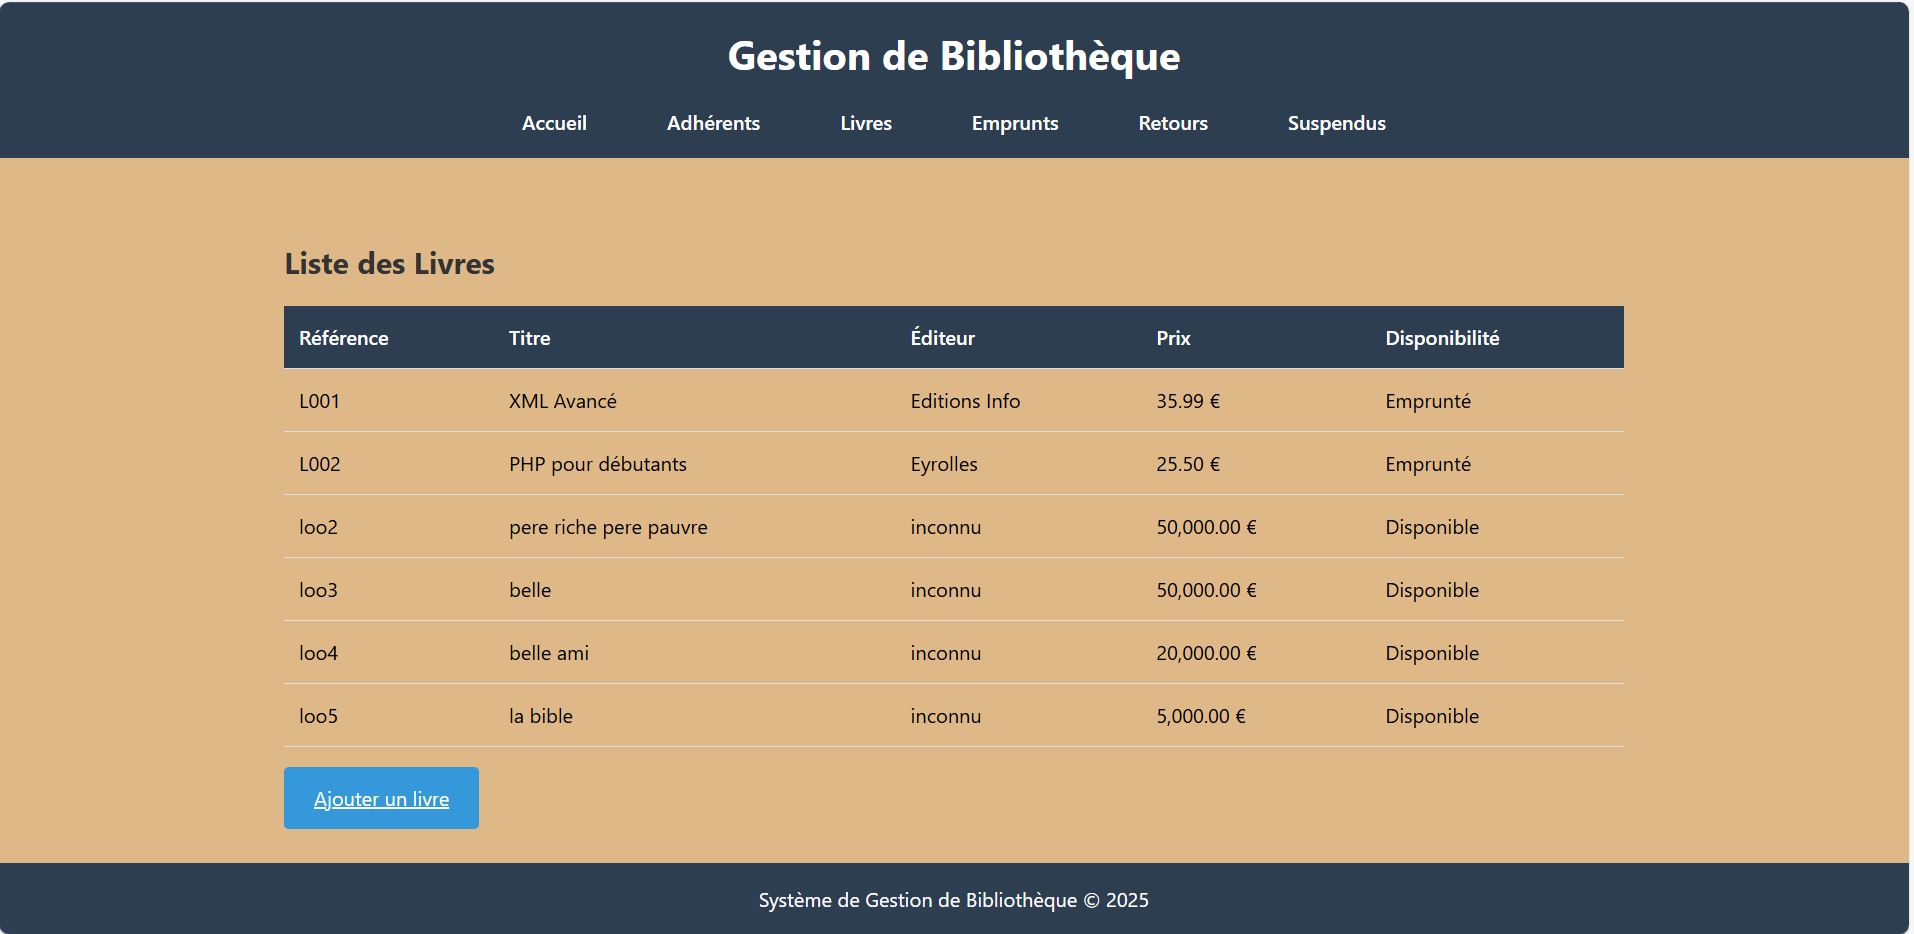 Gestion de Bibliothèque
Accueil Adhérents Livres Emprunts Retours Suspendus
Liste des Livres
Référence Titre Éditeur Prix Disponibilité
L001 XML Avancé Editions Info 35.99 € Emprunté
L002 PHP pour débutants Eyrolles 25.50 € Emprunté
loo2 pere riche pere pauvre inconnu 50,000.00 € Disponible
loo3 belle inconnu 50,000.00 € Disponible
loo4 belle ami inconnu 20,000.00 € Disponible
loo5 la bible inconnu 5,000.00 € Disponible
Ajouter un livre
Système de Gestion de Bibliothèque © 2025